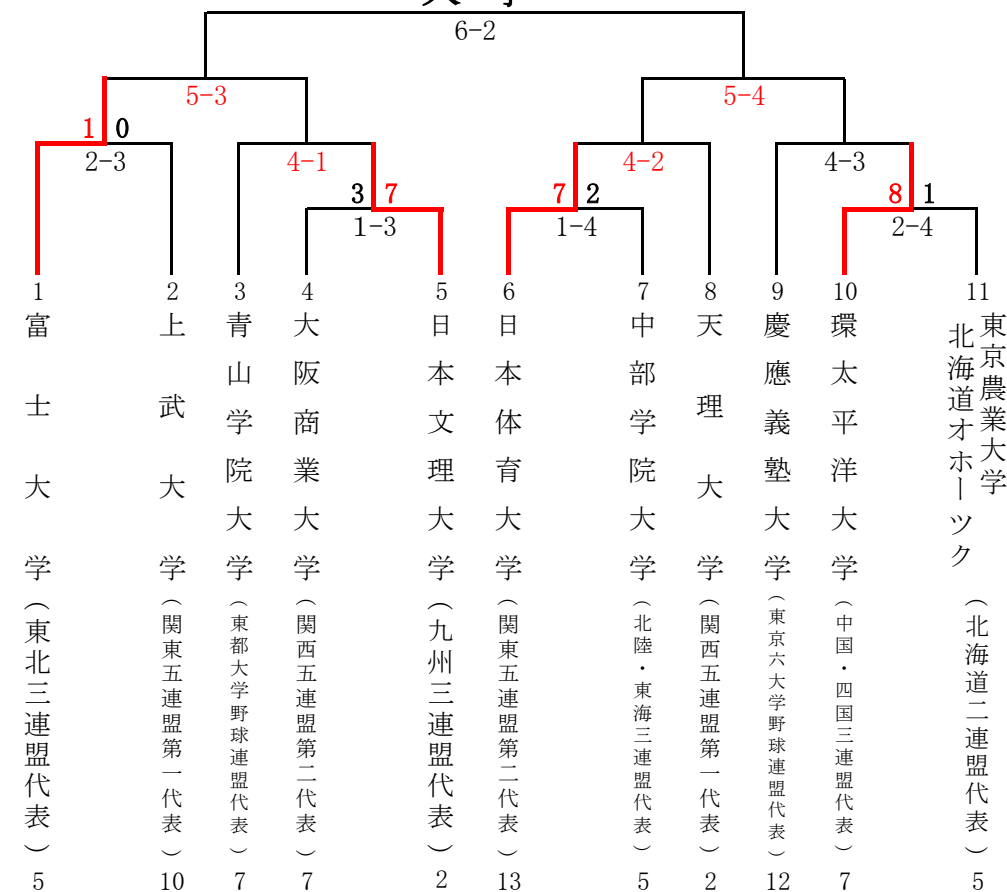 6-2
5-3
5-4
1 0
2-3
4-1
4-2
4-3
3 7
7 2
8 1
1-3
1-4
2-4
1
富士大学(東北三連盟代表)
5
2
上武大学(関東五連盟第一代表)
10
3
青山学院大学(東都大学野球連盟代表)
7
4
大阪商業大学(関西五連盟第二代表)
7
5
日本文理大学(九州三連盟代表)
2
6
日本体育大学(関東五連盟第二代表)
13
7
中部学院大学(北陸・東海三連盟代表)
5
8
天理大学(関西五連盟第一代表)
2
9
慶應義塾大学(東京六大学野球連盟代表)
12
10
環太平洋大学(中国・四国三連盟代表)
7
11
東京農業大学
北海道オホーツク
(北海道二連盟代表)
5